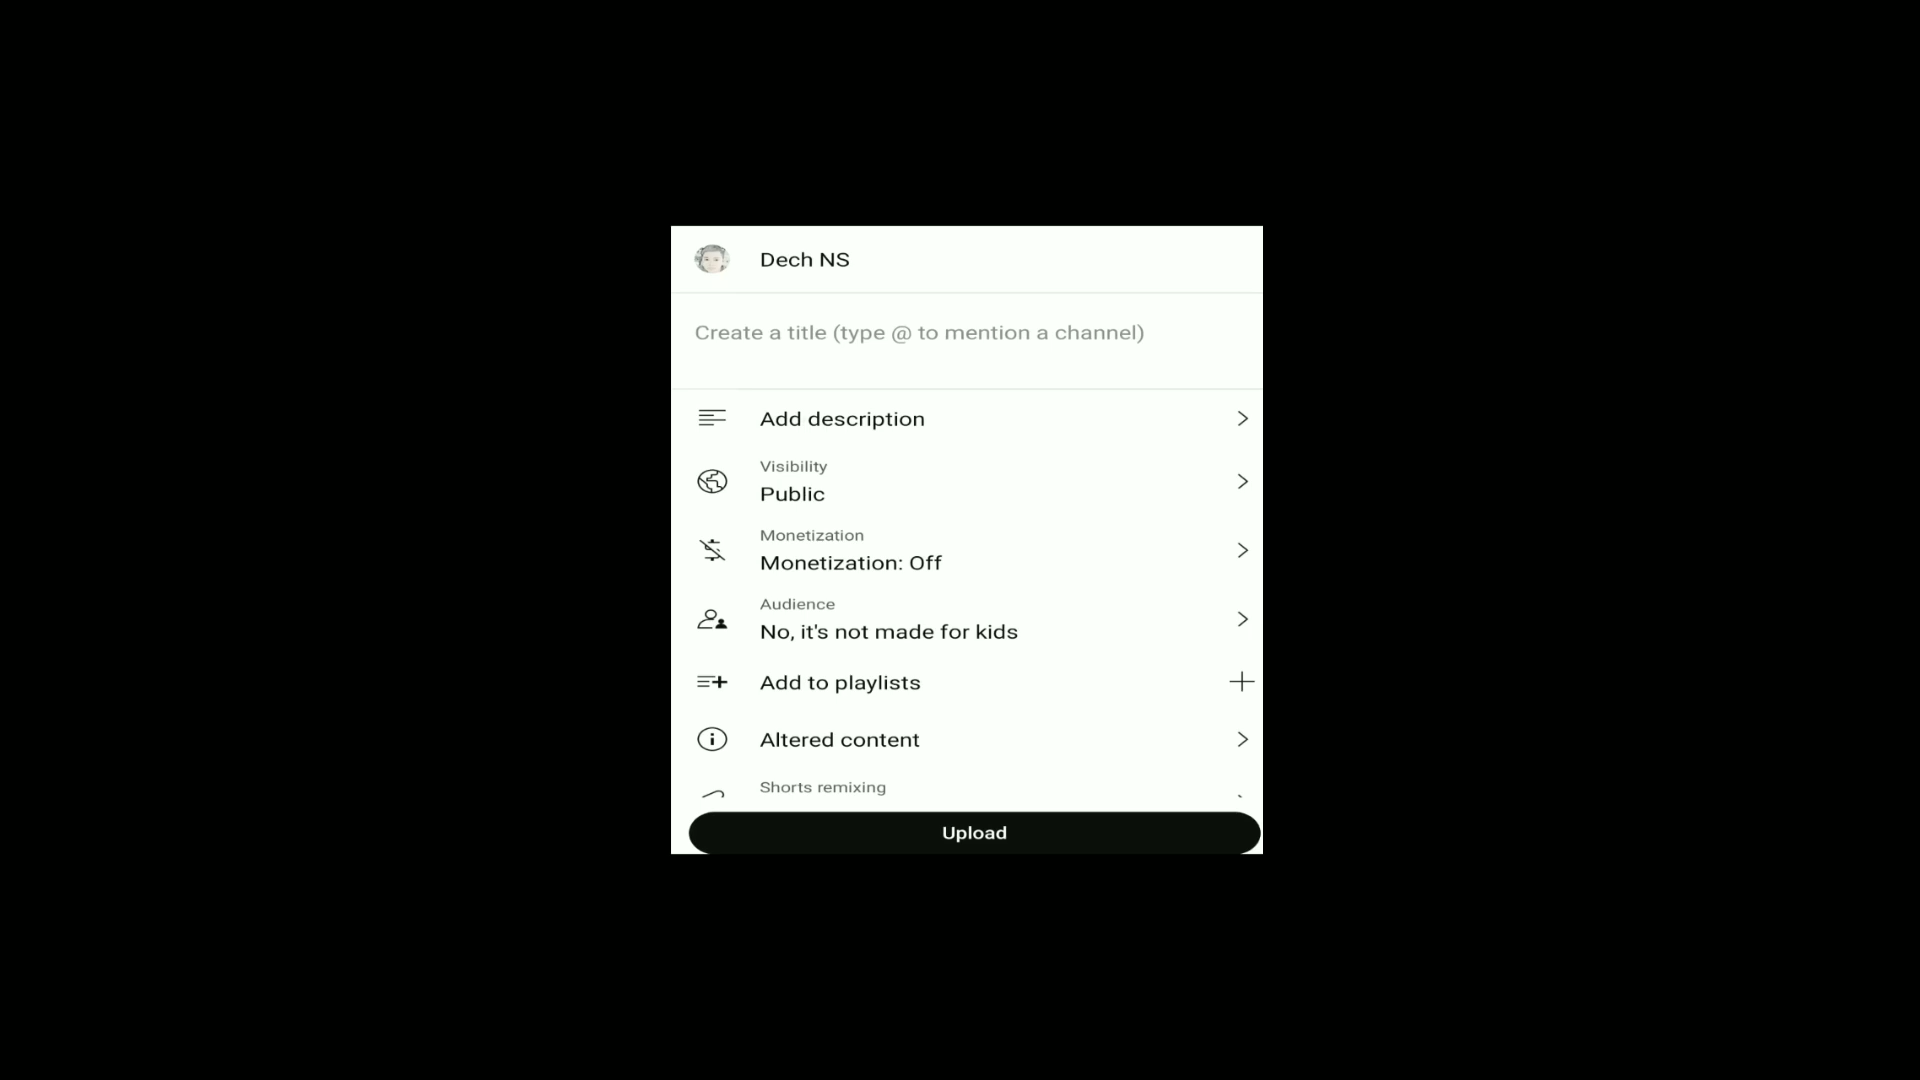 Dech NS
Create a title (type @ to mention a channel)
Add description
Visibility
Public
Monetization
Monetization: Off
Audience
No, it's not made for kids
Add to playlists
Altered content
Shorts remixing
Upload